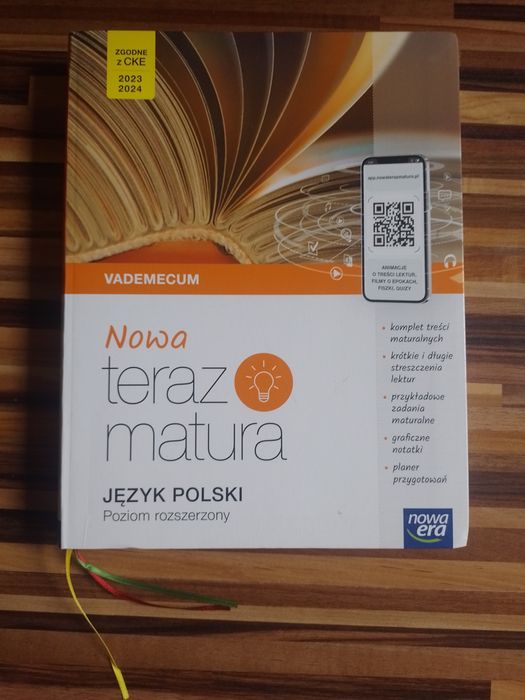 ZGODNE
z CKE
2023
2024
app.nowaterazmatura.pl
ANIMACJE
O TREŚCI LEKTUR,
FILMY O EPOKACH,
FISZKI, QUIZY
VADEMECUM
Nowa
teraz
matura
JĘZYK POLSKI
Poziom rozszerzony
• komplet treści
maturalnych
• krótkie i długie
streszczenia
lektur
• przykładowe
zadania
maturalne
• graficzne
notatki
• planer
przygotowań
nowa
era